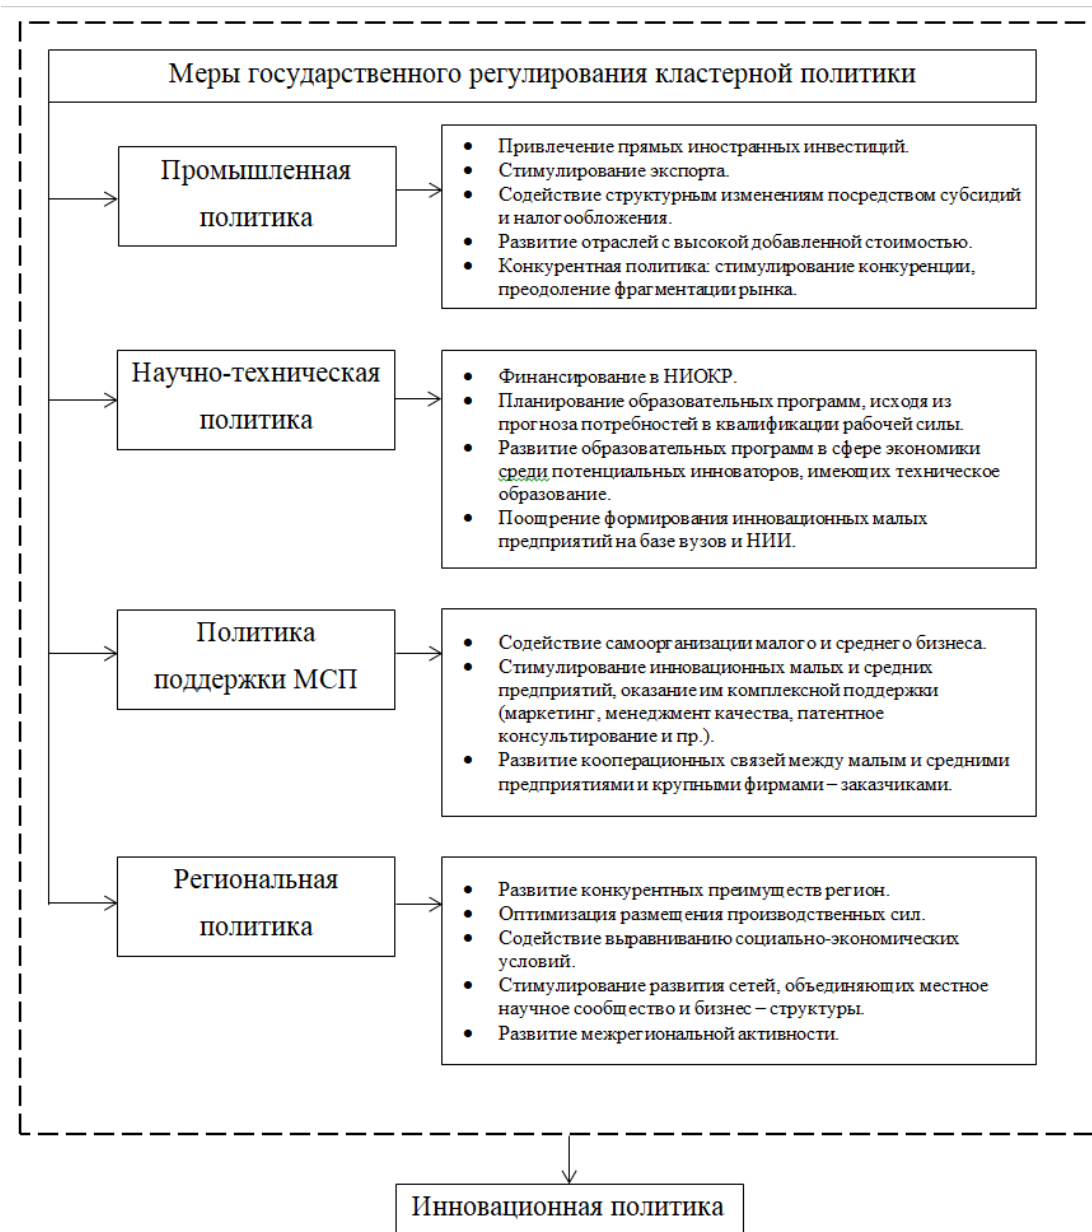 Меры государственного регулирования кластерной политики
Промышленная
политика
• Привлечение прямых иностранных инвестиций.
• Стимулирование экспорта.
• Содействие структурным изменениям посредством субсидий
и налогообложения.
• Развитие отраслей с высокой добавленной стоимостью.
• Конкурентная политика: стимулирование конкуренции,
преодоление фрагментации рынка.
Научно-техническая
политика
• Финансирование в НИОКР.
• Планирование образовательных программ, исходя из
прогноза потребностей в квалификации рабочей силы.
• Развитие образовательных программ в сфере экономики
среди потенциальных инноваторов, имеющих техническое
образование.
• Поощрение формирования инновационных малых
предприятий на базе вузов и НИИ.
Политика
поддержки МСП
• Содействие самоорганизации малого и среднего бизнеса.
• Стимулирование инновационных малых и средних
предприятий, оказание им комплексной поддержки
(маркетинг, менеджмент качества, патентное
консультирование и пр.).
• Развитие кооперационных связей между малым и средними
предприятиями и крупными фирмами – заказчиками.
Региональная
политика
• Развитие конкурентных преимуществ регион.
• Оптимизация размещения производственных сил.
• Содействие выравниванию социально-экономических
условий.
• Стимулирование развития сетей, объединяющих местное
научное сообщество и бизнес – структуры.
• Развитие межрегиональной активности.
Инновационная политика